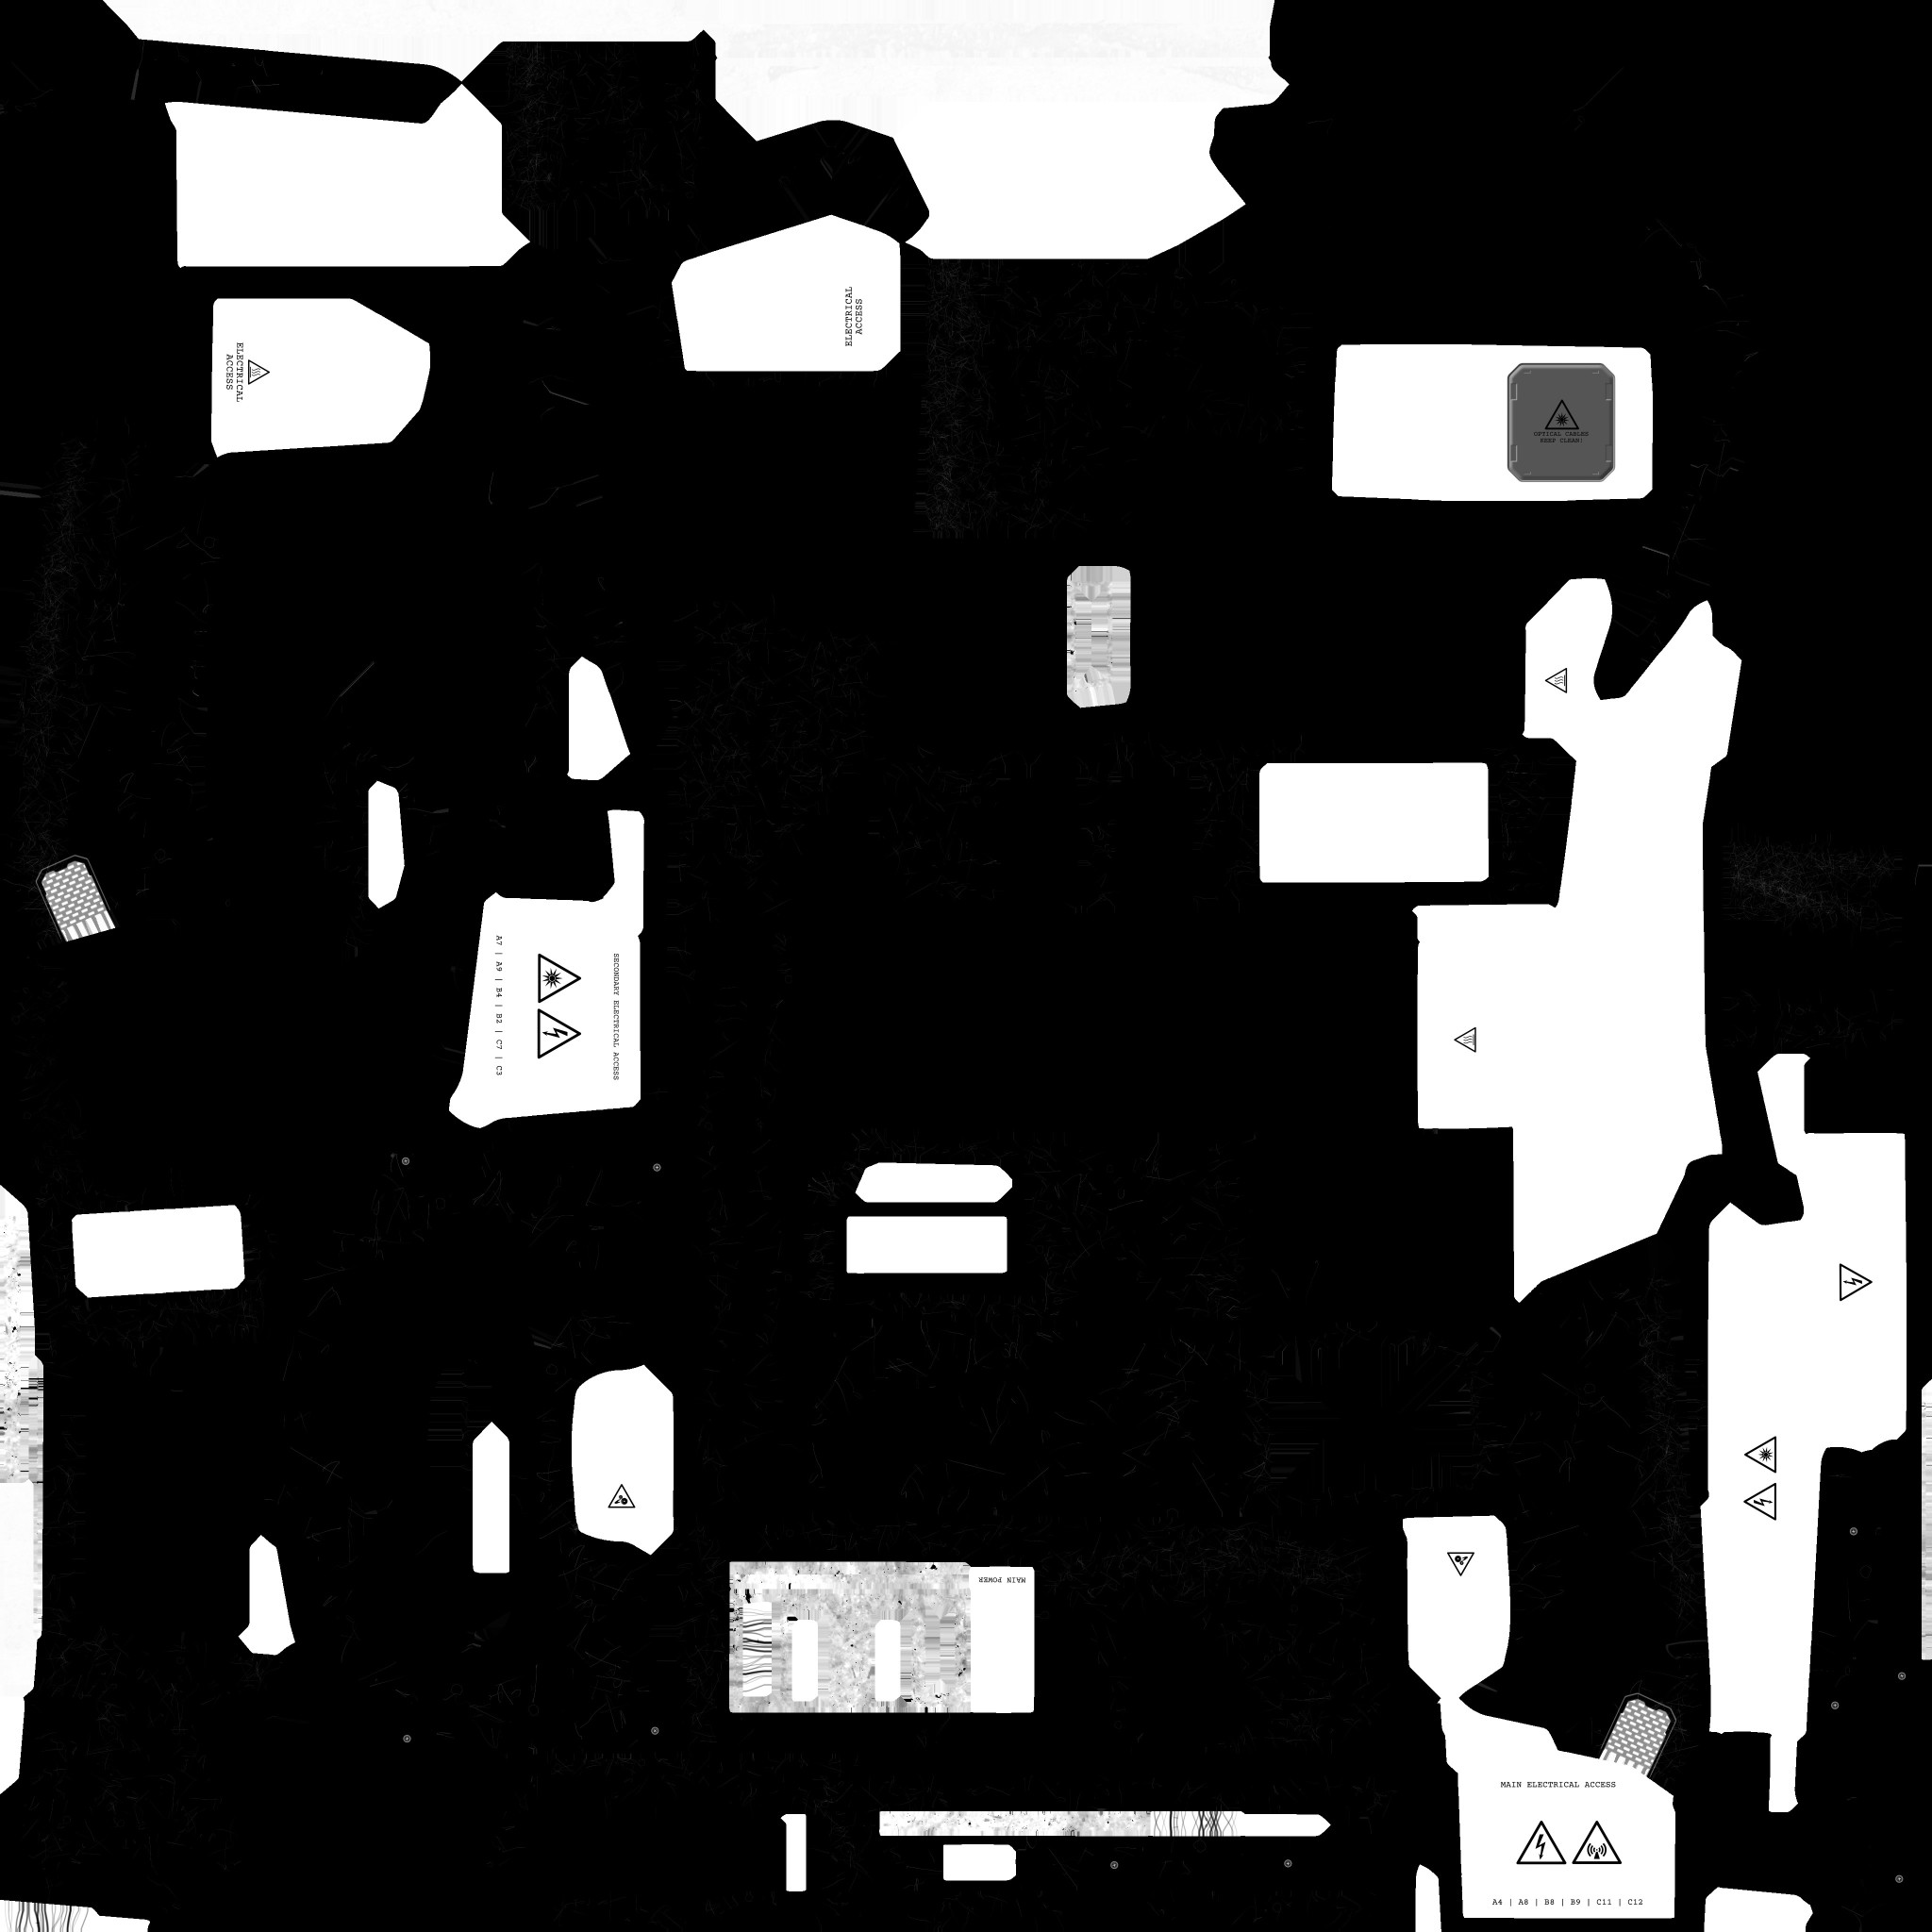 ELECTRICAL
ACCESS
ELECTRICAL
ACCESS
OPTICAL CABLES
KEEP CLEAN!
SECONDARY ELECTRICAL ACCESS
A7 | A9 | B4 | B2 | C7 | C3
MAIN POWER
MAIN ELECTRICAL ACCESS
A4 | A8 | B8 | B9 | C11 | C12